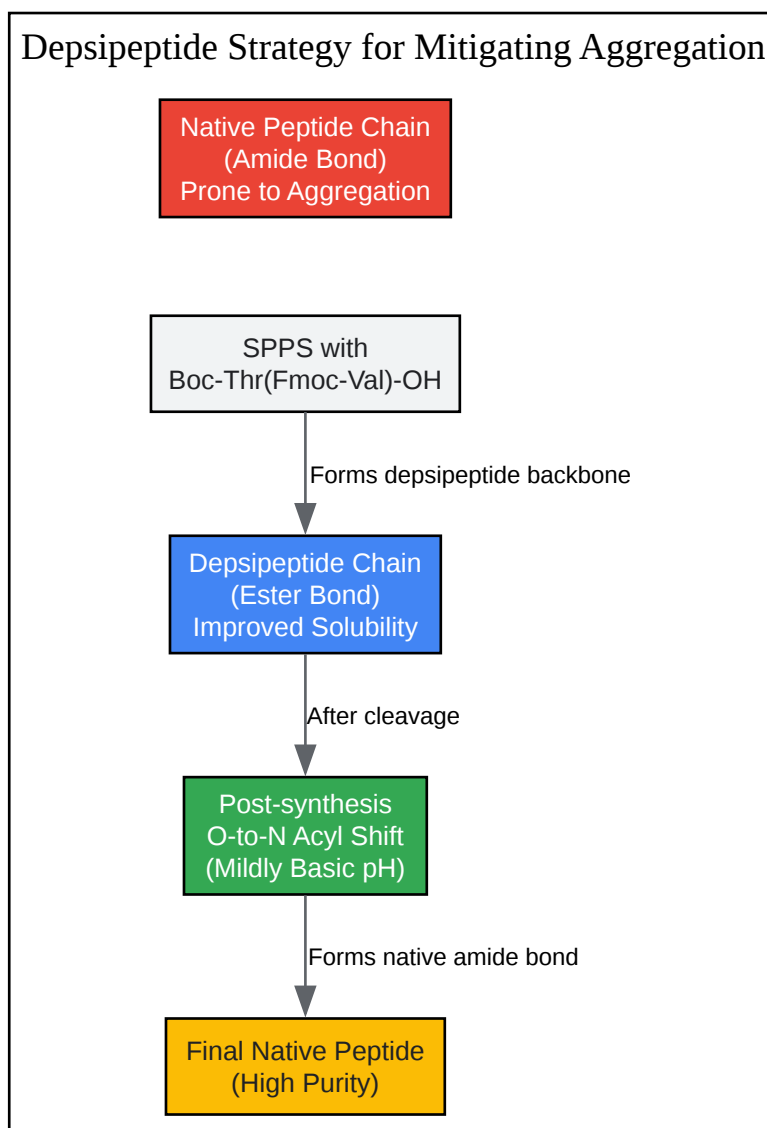 Depsipeptide Strategy for Mitigating Aggregation
Native Peptide Chain
(Amide Bond)
Prone to Aggregation
SPPS with
Boc-Thr(Fmoc-Val)-OH
Forms depsipeptide backbone
Depsipeptide Chain
(Ester Bond)
Improved Solubility
After cleavage
Post-synthesis
O-to-N Acyl Shift
(Mildly Basic pH)
Forms native amide bond
Final Native Peptide
(High Purity)